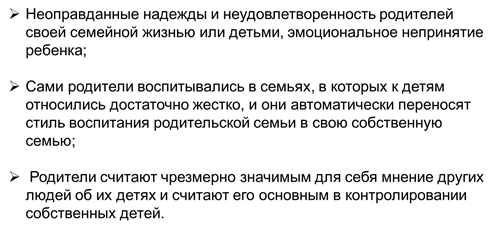 ➢ Неоправданные надежды и неудовлетворенность родителей
своей семейной жизнью или детьми, эмоциональное непринятие
ребенка;
➢ Сами родители воспитывались в семьях, в которых к детям
относились достаточно жестко, и они автоматически переносят
стиль воспитания родительской семьи в свою собственную
семью;
➢ Родители считают чрезмерно значимым для себя мнение других
людей об их детях и считают его основным в контролировании
собственных детей.